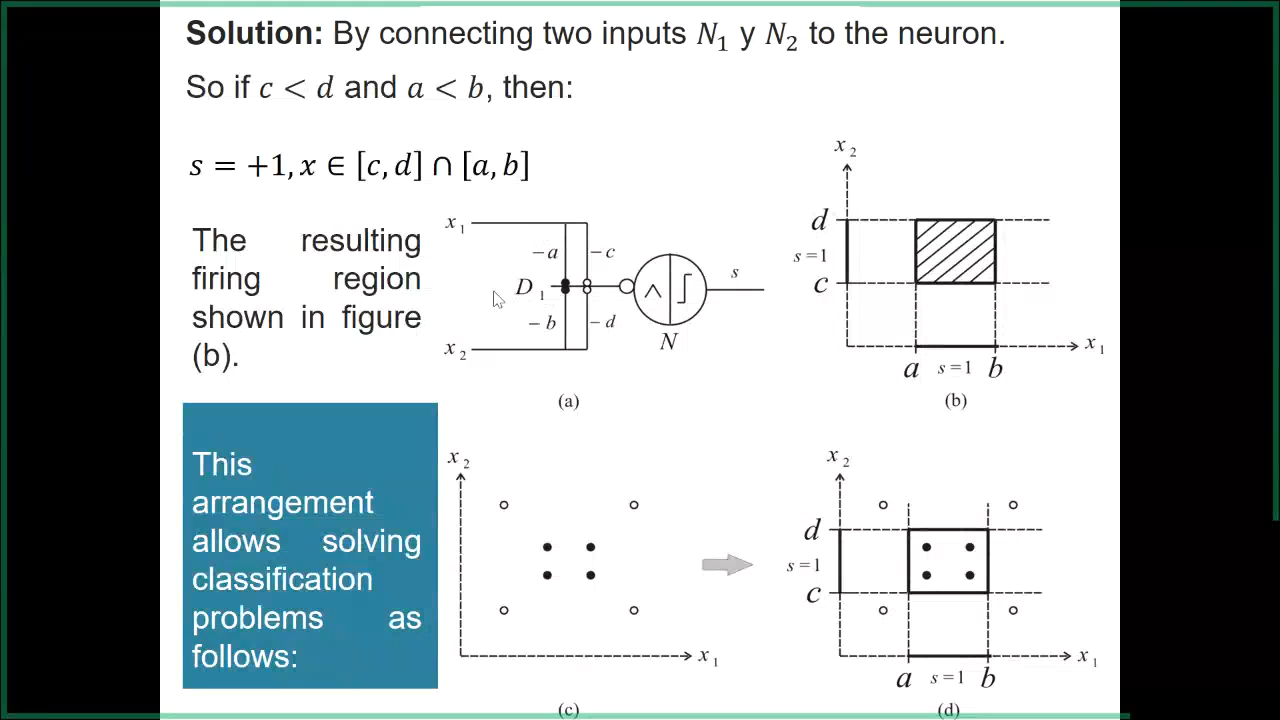 Solution: By connecting two inputs N₁ y N₂ to the neuron.
So if c < d and a < b, then:
s = +1, x ∈ [c, d] ∩ [a, b]
The resulting
firing region
shown in figure
(b).
x₁
−a
−c
D₁
s
−b
−d
N
x₂
(a)
x₂
d
s = 1
c
x₁
a s = 1 b
(b)
This
arrangement
allows solving
classification
problems as
follows:
x₂
x₁
(c)
x₂
d
s = 1
c
x₁
a s = 1 b
(d)